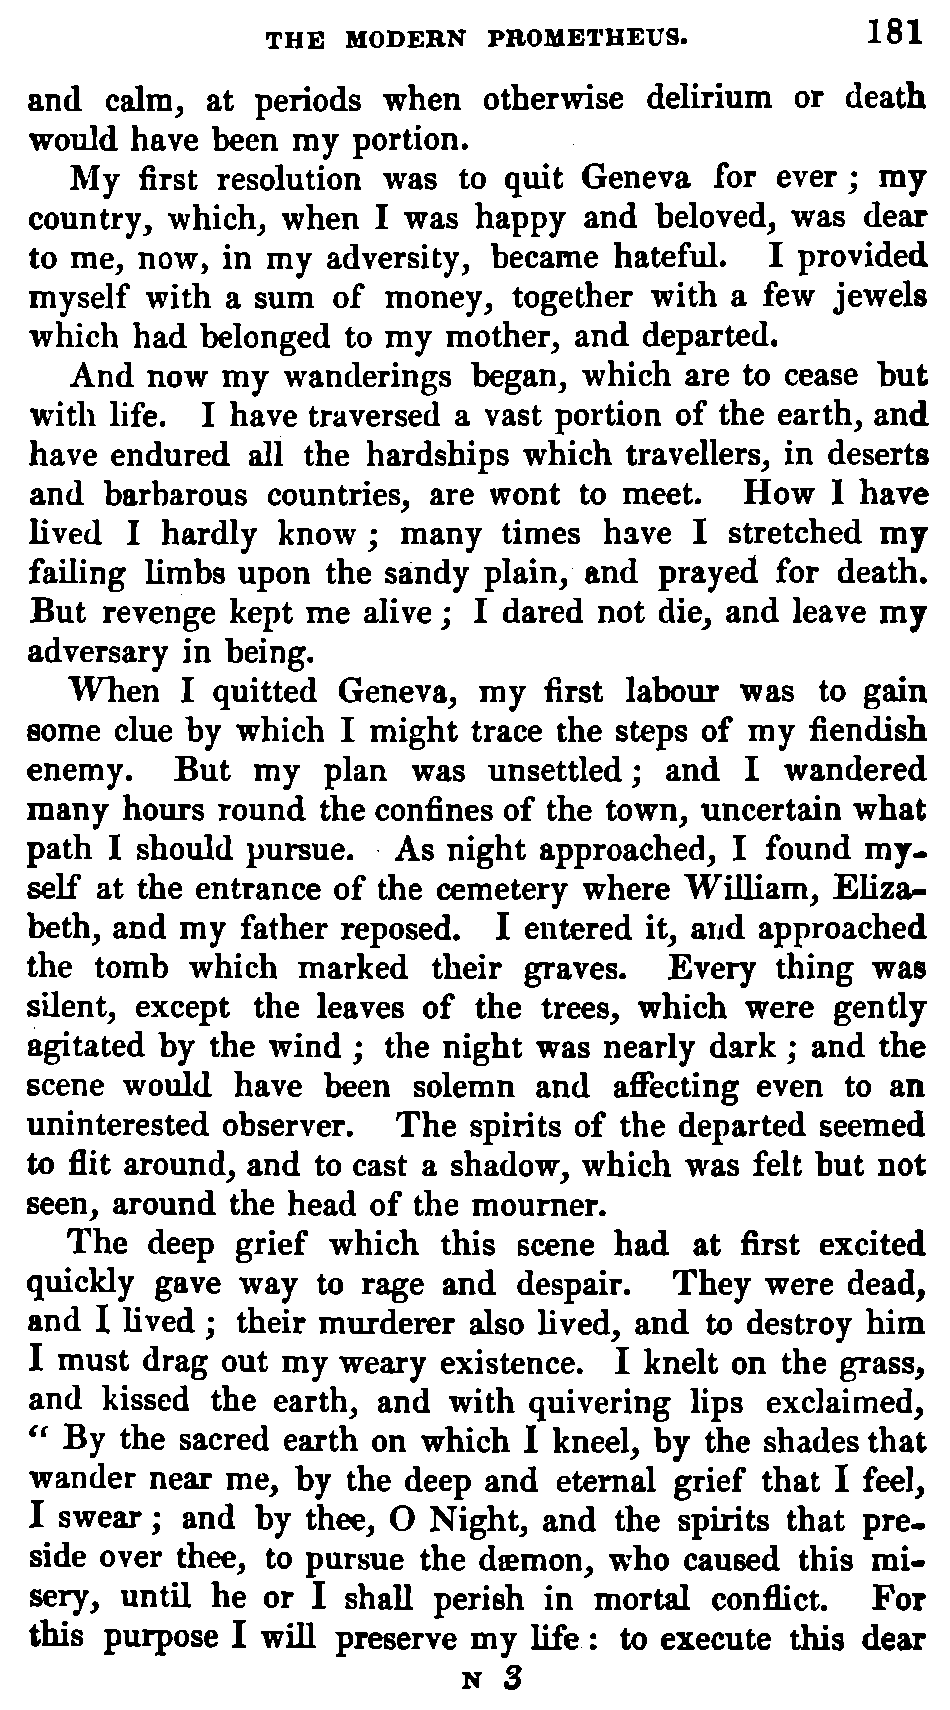 THE MODERN PROMETHEUS. 181
and calm, at periods when otherwise delirium or death
would have been my portion.
My first resolution was to quit Geneva for ever ; my
country, which, when I was happy and beloved, was dear
to me, now, in my adversity, became hateful. I provided
myself with a sum of money, together with a few jewels
which had belonged to my mother, and departed.
And now my wanderings began, which are to cease but
with life. I have traversed a vast portion of the earth, and
have endured all the hardships which travellers, in deserts
and barbarous countries, are wont to meet. How I have
lived I hardly know ; many times have I stretched my
failing limbs upon the sandy plain, and prayed for death.
But revenge kept me alive ; I dared not die, and leave my
adversary in being.
When I quitted Geneva, my first labour was to gain
some clue by which I might trace the steps of my fiendish
enemy. But my plan was unsettled ; and I wandered
many hours round the confines of the town, uncertain what
path I should pursue. As night approached, I found my-
self at the entrance of the cemetery where William, Eliza-
beth, and my father reposed. I entered it, and approached
the tomb which marked their graves. Every thing was
silent, except the leaves of the trees, which were gently
agitated by the wind ; the night was nearly dark ; and the
scene would have been solemn and affecting even to an
uninterested observer. The spirits of the departed seemed
to flit around, and to cast a shadow, which was felt but not
seen, around the head of the mourner.
The deep grief which this scene had at first excited
quickly gave way to rage and despair. They were dead,
and I lived ; their murderer also lived, and to destroy him
I must drag out my weary existence. I knelt on the grass,
and kissed the earth, and with quivering lips exclaimed,
“ By the sacred earth on which I kneel, by the shades that
wander near me, by the deep and eternal grief that I feel,
I swear ; and by thee, O Night, and the spirits that pre-
side over thee, to pursue the dæmon, who caused this mi-
sery, until he or I shall perish in mortal conflict. For
this purpose I will preserve my life : to execute this dear
N 3